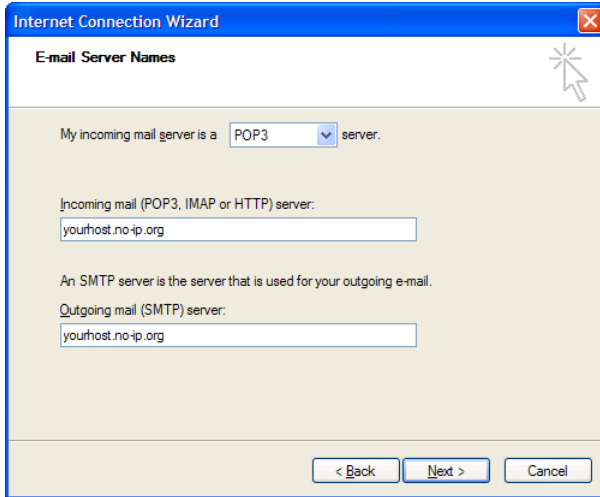 Internet Connection Wizard
E-mail Server Names
My incoming mail server is a POP3 server.
Incoming mail (POP3, IMAP or HTTP) server:
yourhost.no-ip.org
An SMTP server is the server that is used for your outgoing e-mail.
Outgoing mail (SMTP) server:
yourhost.no-ip.org
< Back Next > Cancel